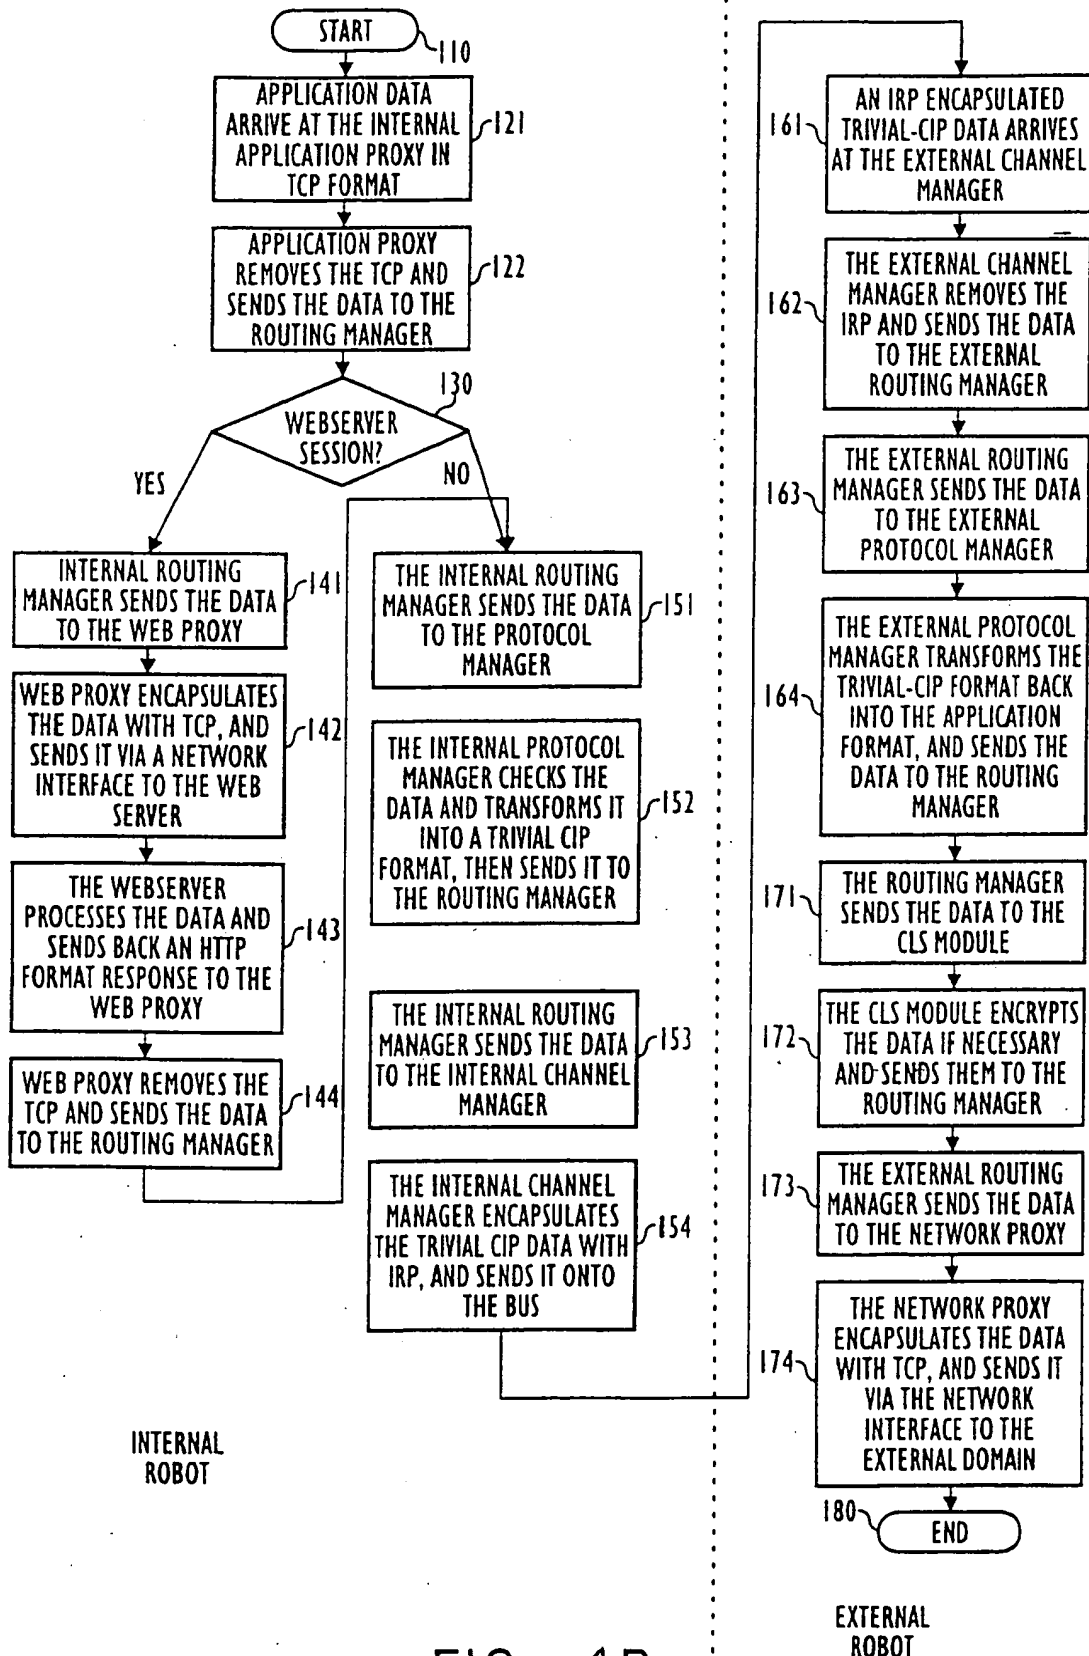 START
110
APPLICATION DATA
ARRIVE AT THE INTERNAL
APPLICATION PROXY IN
TCP FORMAT
121
APPLICATION PROXY
REMOVES THE TCP AND
SENDS THE DATA TO THE
ROUTING MANAGER
122
130
WEBSERVER
SESSION?
YES
NO
INTERNAL ROUTING
MANAGER SENDS THE DATA
TO THE WEB PROXY
141
WEB PROXY ENCAPSULATES
THE DATA WITH TCP, AND
SENDS IT VIA A NETWORK
INTERFACE TO THE WEB
SERVER
142
THE WEBSERVER
PROCESSES THE DATA AND
SENDS BACK AN HTTP
FORMAT RESPONSE TO THE
WEB PROXY
143
WEB PROXY REMOVES THE
TCP AND SENDS THE DATA
TO THE ROUTING MANAGER
144
THE INTERNAL ROUTING
MANAGER SENDS THE DATA
TO THE PROTOCOL
MANAGER
151
THE INTERNAL PROTOCOL
MANAGER CHECKS THE
DATA AND TRANSFORMS IT
INTO A TRIVIAL CIP
FORMAT, THEN SENDS IT TO
THE ROUTING MANAGER
152
THE INTERNAL ROUTING
MANAGER SENDS THE DATA
TO THE INTERNAL CHANNEL
MANAGER
153
THE INTERNAL CHANNEL
MANAGER ENCAPSULATES
THE TRIVIAL CIP DATA WITH
IRP, AND SENDS IT ONTO
THE BUS
154
INTERNAL
ROBOT
161
AN IRP ENCAPSULATED
TRIVIAL-CIP DATA ARRIVES
AT THE EXTERNAL CHANNEL
MANAGER
162
THE EXTERNAL CHANNEL
MANAGER REMOVES THE
IRP AND SENDS THE DATA
TO THE EXTERNAL
ROUTING MANAGER
163
THE EXTERNAL ROUTING
MANAGER SENDS THE DATA
TO THE EXTERNAL
PROTOCOL MANAGER
164
THE EXTERNAL PROTOCOL
MANAGER TRANSFORMS THE
TRIVIAL-CIP FORMAT BACK
INTO THE APPLICATION
FORMAT, AND SENDS THE
DATA TO THE ROUTING
MANAGER
171
THE ROUTING MANAGER
SENDS THE DATA TO THE
CLS MODULE
172
THE CLS MODULE ENCRYPTS
THE DATA IF NECESSARY
AND SENDS THEM TO THE
ROUTING MANAGER
173
THE EXTERNAL ROUTING
MANAGER SENDS THE DATA
TO THE NETWORK PROXY
174
THE NETWORK PROXY
ENCAPSULATES THE DATA
WITH TCP, AND SENDS IT
VIA THE NETWORK
INTERFACE TO THE
EXTERNAL DOMAIN
180
END
EXTERNAL
ROBOT